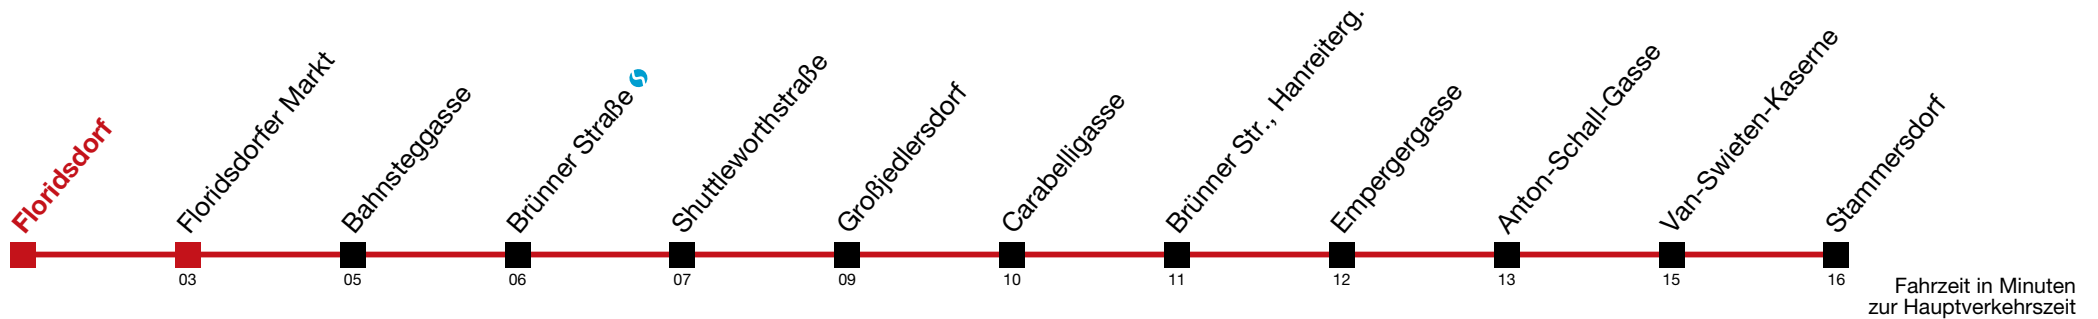 Floridsdorf
Floridsdorfer Markt
Bahnsteggasse
Brünner Straße
Shuttleworthstraße
Großjedlersdorf
Carabelligasse
Brünner Str., Hanreiterg.
Empergergasse
Anton-Schall-Gasse
Van-Swieten-Kaserne
Stammersdorf
03 05 06 07 09 10 11 12 13 15 16
Fahrzeit in Minuten
zur Hauptverkehrszeit